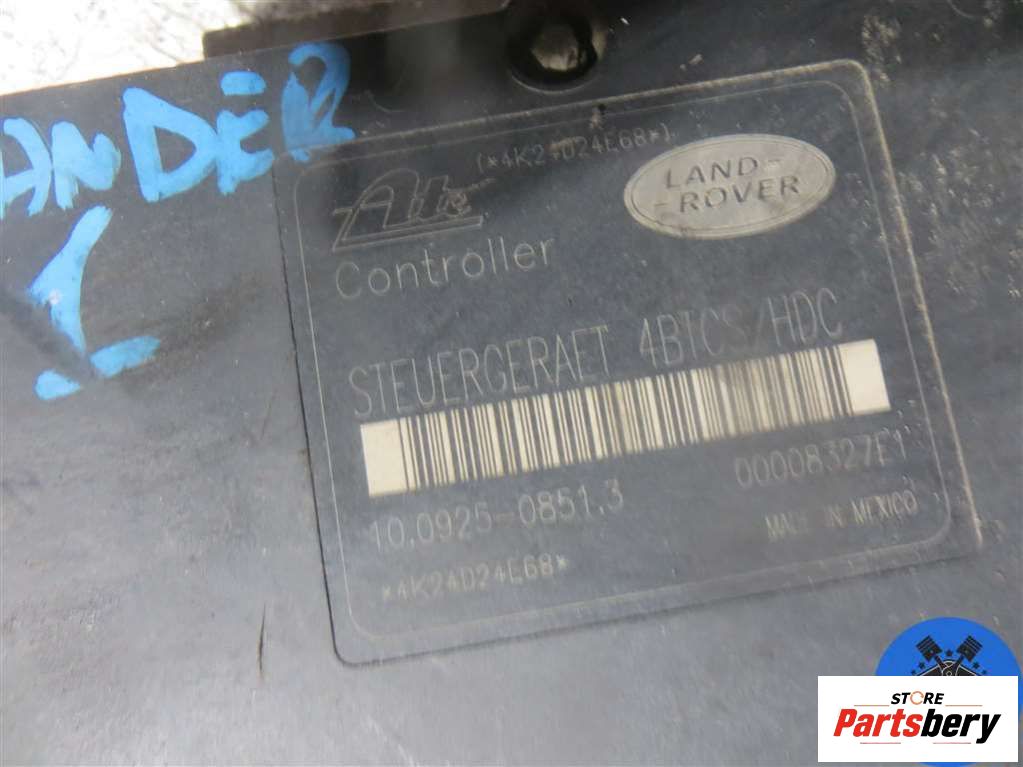 ANDER
1
(*4K24D24E68*)
Ate
LAND-
-ROVER
Controller
STEUERGERAET 4BTCS/HDC
10.0925-0851.3
00008327E1
MADE IN MEXICO
*4K24D24E68*
STORE
Partsbery